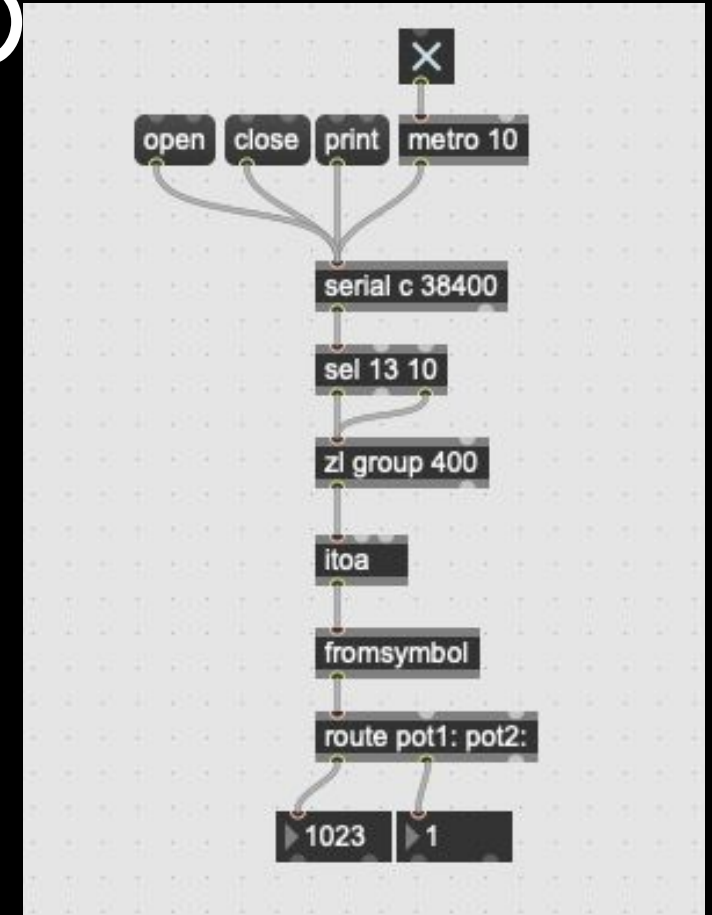 open close print metro 10
serial c 38400
sel 13 10
zl group 400
itoa
fromsymbol
route pot1: pot2:
1023 1